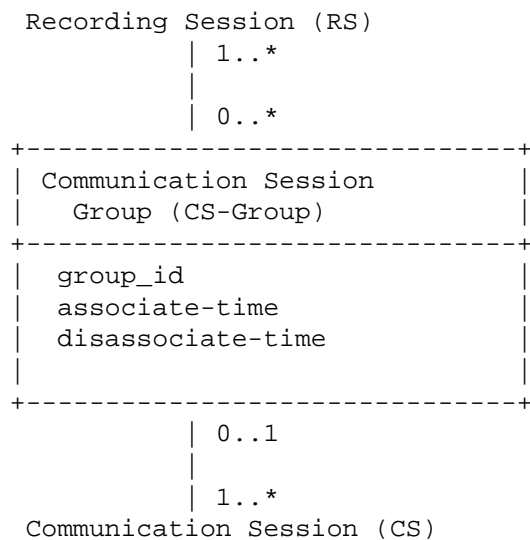 Recording Session (RS)
| 1..*
|
| 0..*
+-------------------------------+
| Communication Session |
| Group (CS-Group) |
+-------------------------------+
| group_id |
| associate-time |
| disassociate-time |
| |
+-------------------------------+
| 0..1
|
| 1..*
Communication Session (CS)